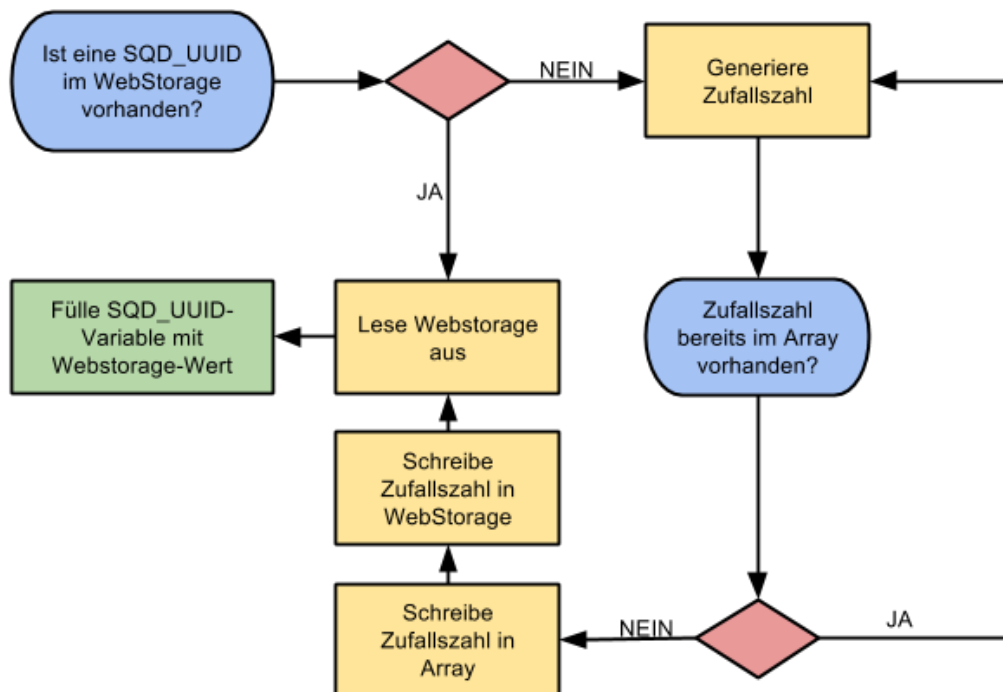 Ist eine SQD_UUID
im WebStorage
vorhanden?
NEIN
Generiere
Zufallszahl
JA
Fülle SQD_UUID-
Variable mit
Webstorage-Wert
Lese Webstorage
aus
Zufallszahl
bereits im Array
vorhanden?
Schreibe
Zufallszahl in
WebStorage
Schreibe
Zufallszahl in
Array
NEIN
JA